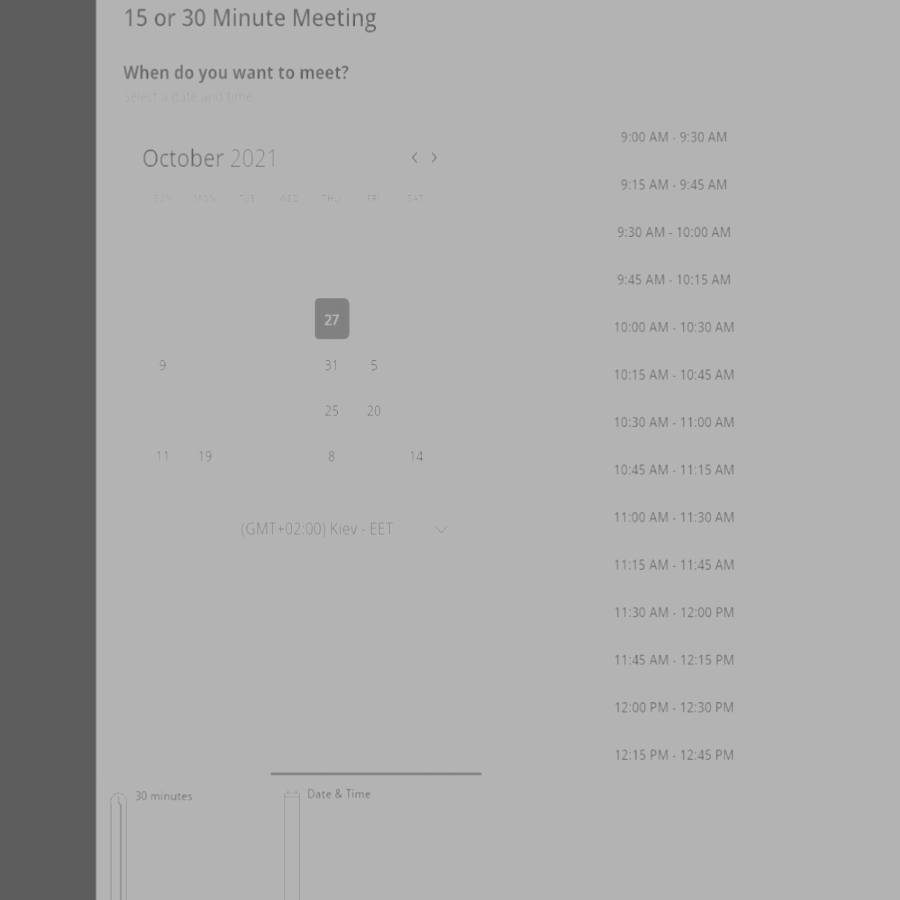 15 or 30 Minute Meeting
When do you want to meet?
Select a date and time
October 2021
SUN MON TUE WED THU FRI SAT
27
9 31 5
25 20
11 19 8 14
(GMT+02:00) Kiev - EET
9:00 AM - 9:30 AM
9:15 AM - 9:45 AM
9:30 AM - 10:00 AM
9:45 AM - 10:15 AM
10:00 AM - 10:30 AM
10:15 AM - 10:45 AM
10:30 AM - 11:00 AM
10:45 AM - 11:15 AM
11:00 AM - 11:30 AM
11:15 AM - 11:45 AM
11:30 AM - 12:00 PM
11:45 AM - 12:15 PM
12:00 PM - 12:30 PM
12:15 PM - 12:45 PM
30 minutes
Date & Time